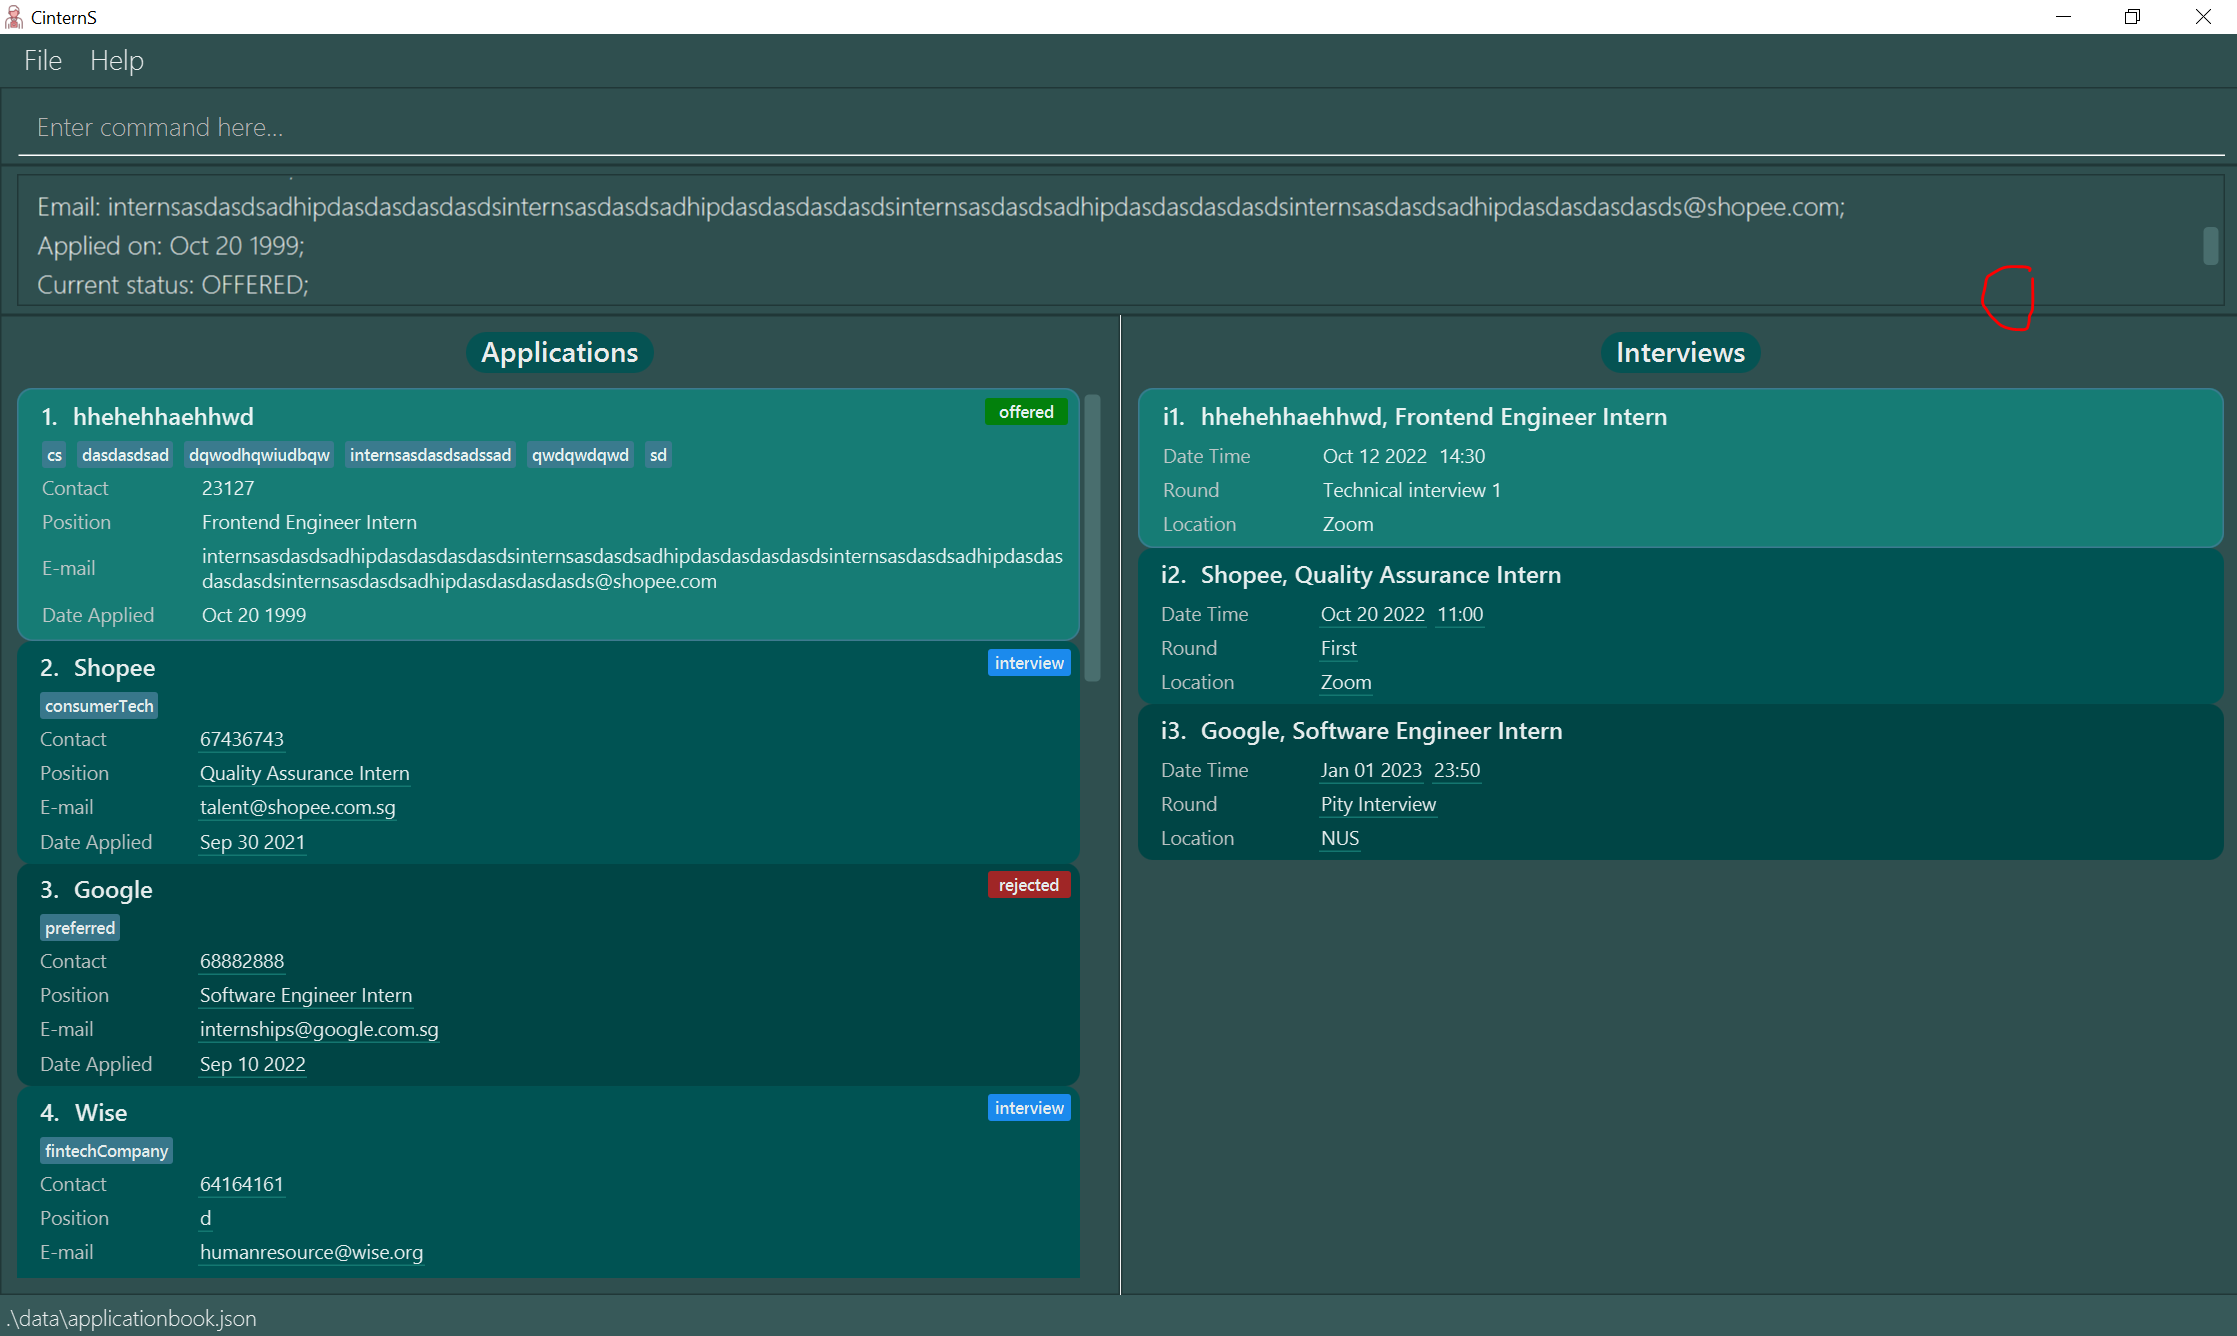 CinternS
File Help
Enter command here...
Email: internsasdasdsadhipdasdasdasdasdsinternsasdasdsadhipdasdasdasdasdsinternsasdasdsadhipdasdasdasdasdsinternsasdasdsadhipdasdasdasdasds@shopee.com;
Applied on: Oct 20 1999;
Current status: OFFERED;
Applications
1. hhehehhaehhwd offered
cs dasdasdsad dqwodhqwiudbqw internsasdasdsadssad qwdqwdqwd sd
Contact 23127
Position Frontend Engineer Intern
E-mail internsasdasdsadhipdasdasdasdasdsinternsasdasdsadhipdasdasdasdasdsinternsasdasdsadhipdasdas
dasdasdsinternsasdasdsadhipdasdasdasdasds@shopee.com
Date Applied Oct 20 1999
2. Shopee interview
consumerTech
Contact 67436743
Position Quality Assurance Intern
E-mail talent@shopee.com.sg
Date Applied Sep 30 2021
3. Google rejected
preferred
Contact 68882888
Position Software Engineer Intern
E-mail internships@google.com.sg
Date Applied Sep 10 2022
4. Wise interview
fintechCompany
Contact 64164161
Position d
E-mail humanresource@wise.org
Interviews
i1. hhehehhaehhwd, Frontend Engineer Intern
Date Time Oct 12 2022 14:30
Round Technical interview 1
Location Zoom
i2. Shopee, Quality Assurance Intern
Date Time Oct 20 2022 11:00
Round First
Location Zoom
i3. Google, Software Engineer Intern
Date Time Jan 01 2023 23:50
Round Pity Interview
Location NUS
.\data\applicationbook.json